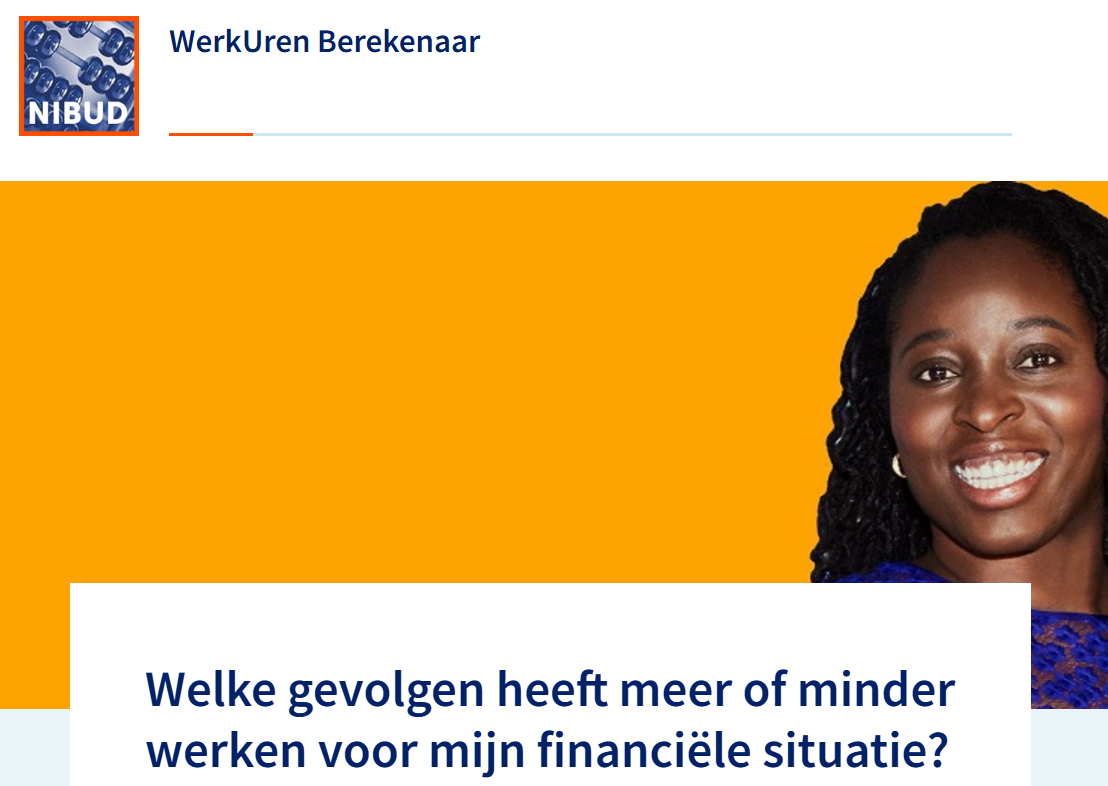 NIBUD
WerkUren Berekenaar
Welke gevolgen heeft meer of minder
werken voor mijn financiële situatie?